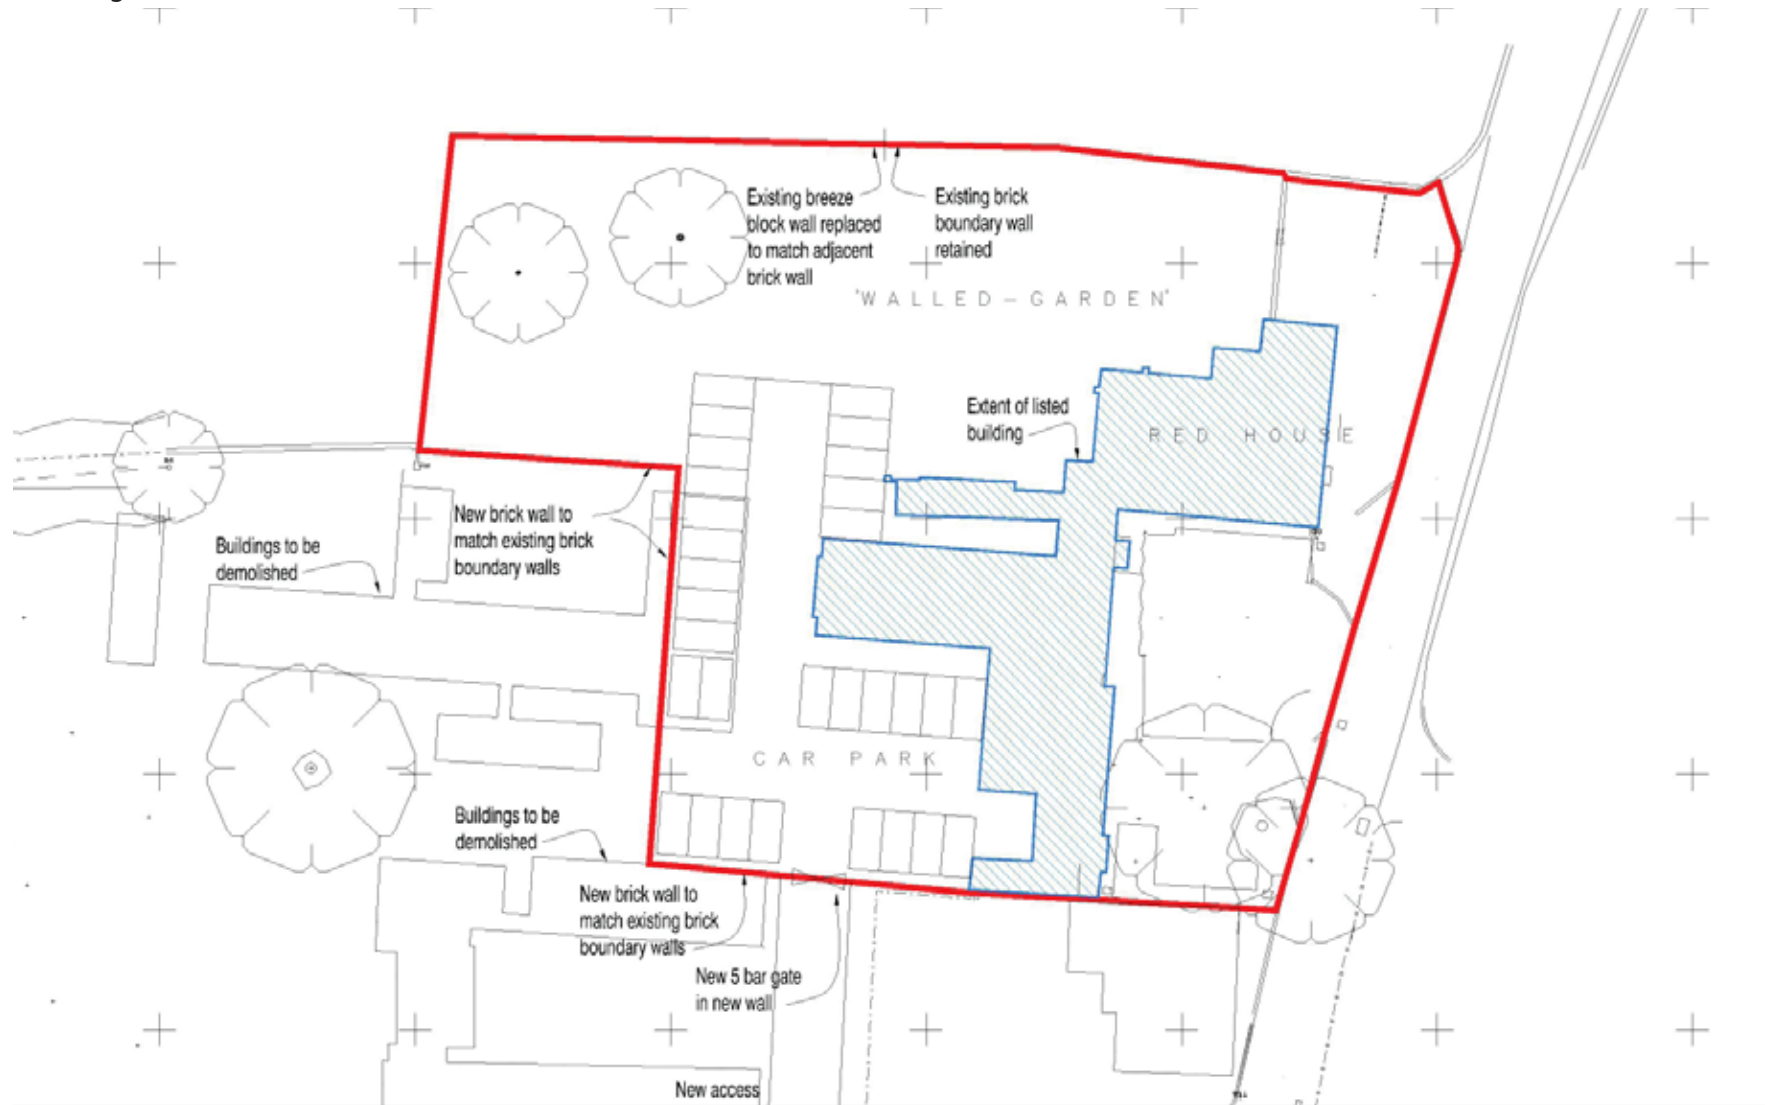 Existing breeze
block wall replaced
to match adjacent
brick wall
Existing brick
boundary wall
retained
'WALLED-GARDEN'
Extent of listed
building
RED HOUSE
New brick wall to
match existing brick
boundary walls
Buildings to be
demolished
CAR PARK
Buildings to be
demolished
New brick wall to
match existing brick
boundary walls
New 5 bar gate
in new wall
New access